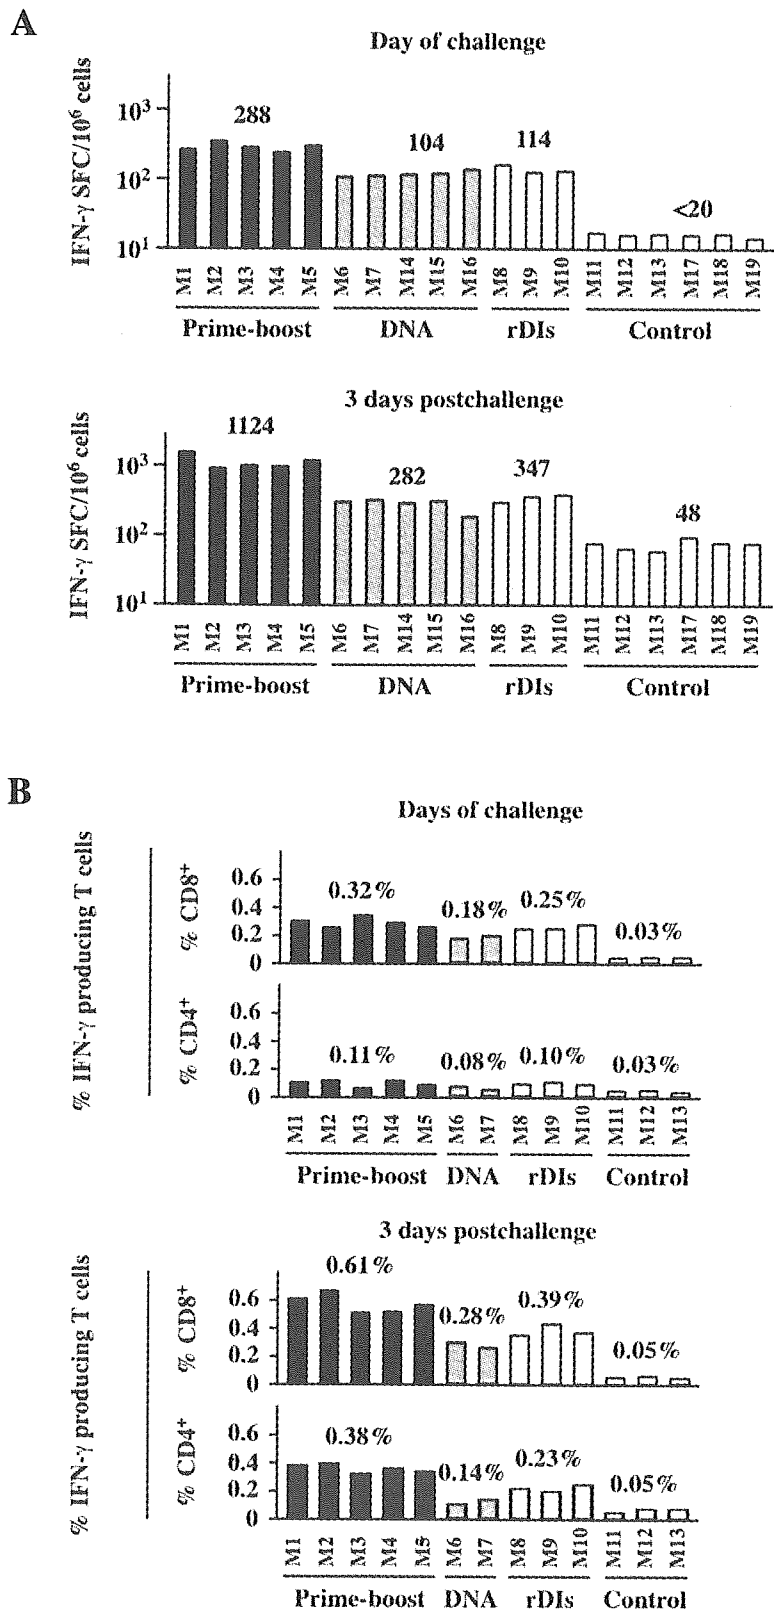 A
Day of challenge
IFN-γ SFC/10⁶ cells
10³
10²
10¹
288
104
114
<20
M1 M2 M3 M4 M5 M6 M7 M14 M15 M16 M8 M9 M10 M11 M12 M13 M17 M18 M19
Prime-boost DNA rDIs Control
3 days postchallenge
IFN-γ SFC/10⁶ cells
10³
10²
10¹
1124
282
347
48
M1 M2 M3 M4 M5 M6 M7 M14 M15 M16 M8 M9 M10 M11 M12 M13 M17 M18 M19
Prime-boost DNA rDIs Control
B
Days of challenge
% IFN-γ producing T cells
% CD8⁺
0.6
0.4
0.2
0
0.32% 0.18% 0.25% 0.03%
% CD4⁺
0.6
0.4
0.2
0
0.11% 0.08% 0.10% 0.03%
M1 M2 M3 M4 M5 M6 M7 M8 M9 M10 M11 M12 M13
Prime-boost DNA rDIs Control
3 days postchallenge
% IFN-γ producing T cells
% CD8⁺
0.6
0.4
0.2
0
0.61% 0.28% 0.39% 0.05%
% CD4⁺
0.6
0.4
0.2
0
0.38% 0.14% 0.23% 0.05%
M1 M2 M3 M4 M5 M6 M7 M8 M9 M10 M11 M12 M13
Prime-boost DNA rDIs Control